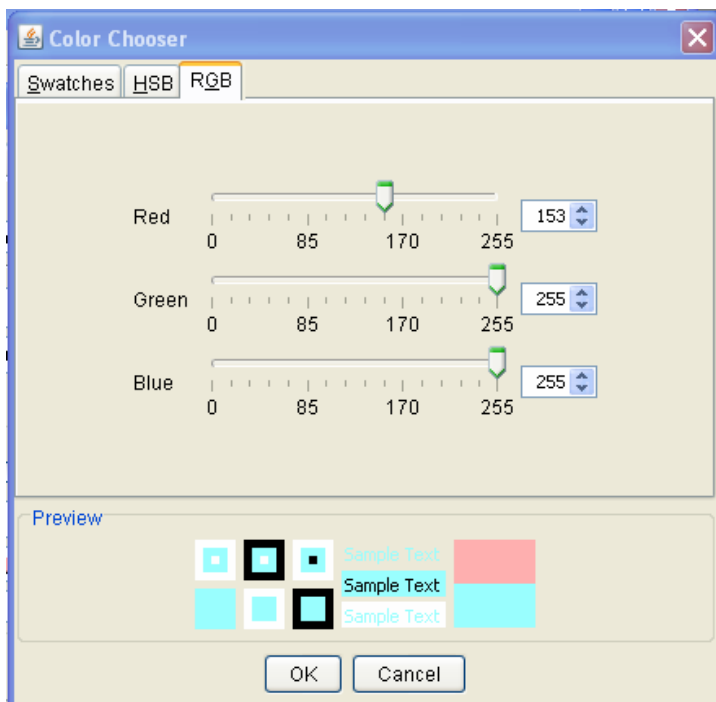 Color Chooser
Swatches HSB RGB
Red 153
0 85 170 255
Green 255
0 85 170 255
Blue 255
0 85 170 255
Preview
Sample Text
Sample Text
Sample Text
OK Cancel